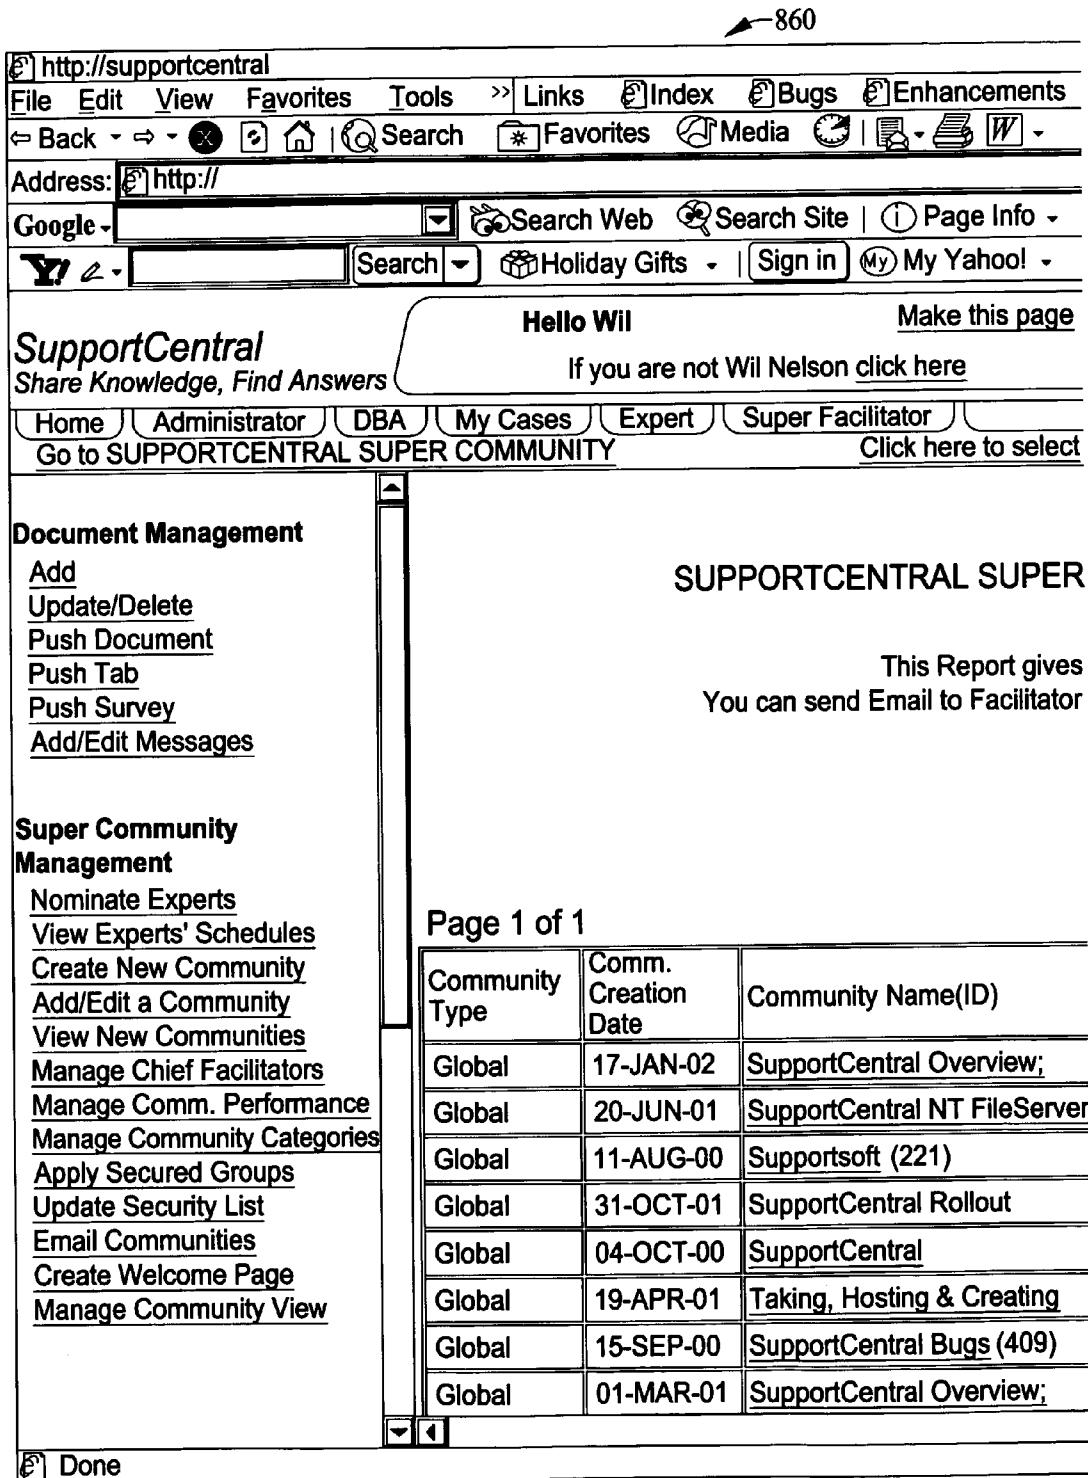 860
http://supportcentral
File Edit View Favorites Tools >> Links Index Bugs Enhancements
Back Search Favorites Media W
Address: http://
Google Search Web Search Site | i Page Info
Y! Search Holiday Gifts | Sign in My My Yahoo!
Hello Wil Make this page
SupportCentral
If you are not Wil Nelson click here
Share Knowledge, Find Answers
Home Administrator DBA My Cases Expert Super Facilitator
Go to SUPPORTCENTRAL SUPER COMMUNITY Click here to select
Document Management
Add
Update/Delete
Push Document
Push Tab
Push Survey
Add/Edit Messages
Super Community
Management
Nominate Experts
View Experts' Schedules
Create New Community
Add/Edit a Community
View New Communities
Manage Chief Facilitators
Manage Comm. Performance
Manage Community Categories
Apply Secured Groups
Update Security List
Email Communities
Create Welcome Page
Manage Community View
SUPPORTCENTRAL SUPER
This Report gives
You can send Email to Facilitator
Page 1 of 1
Community Type Comm. Creation Date Community Name(ID)
Global 17-JAN-02 SupportCentral Overview;
Global 20-JUN-01 SupportCentral NT FileServer
Global 11-AUG-00 Supportsoft (221)
Global 31-OCT-01 SupportCentral Rollout
Global 04-OCT-00 SupportCentral
Global 19-APR-01 Taking, Hosting & Creating
Global 15-SEP-00 SupportCentral Bugs (409)
Global 01-MAR-01 SupportCentral Overview;
Done